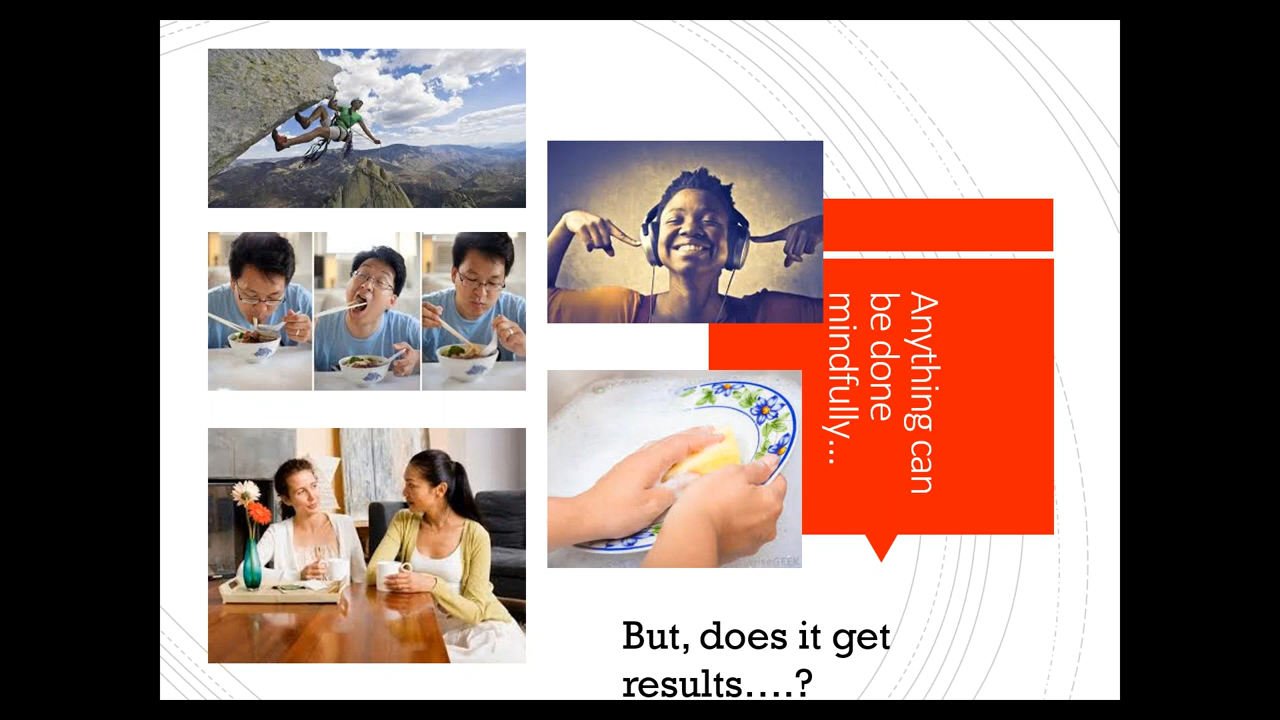 Anything can
be done
mindfully...
But, does it get
results....?